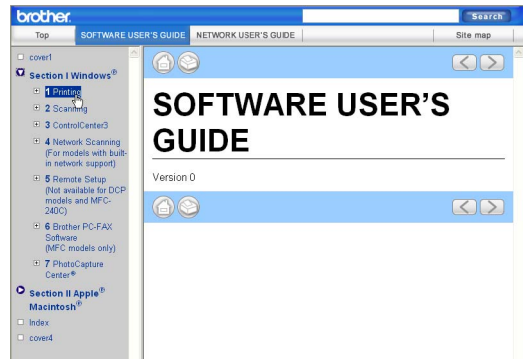 brother
Search
Top
SOFTWARE USER'S GUIDE
NETWORK USER'S GUIDE
Site map
cover1
Section I Windows®
1 Printing
2 Scanning
3 ControlCenter3
4 Network Scanning
(For models with built-
in network support)
5 Remote Setup
(Not available for DCP
models and MFC-
240C)
6 Brother PC-FAX
Software
(MFC models only)
7 PhotoCapture
Center®
Section II Apple®
Macintosh®
Index
cover4
SOFTWARE USER'S
GUIDE
Version 0